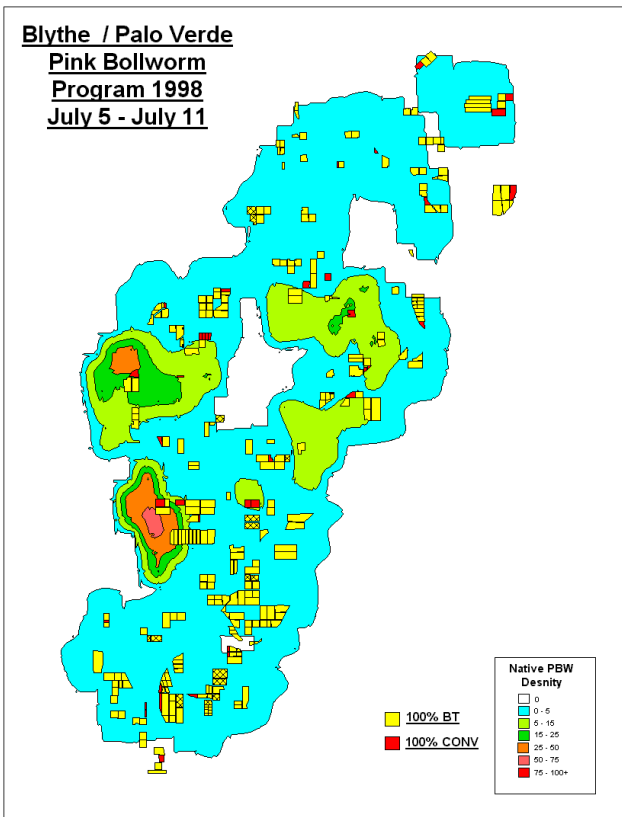 Blythe / Palo Verde
Pink Bollworm
Program 1998
July 5 - July 11
100% BT
100% CONV
Native PBW
Desnity
0
0 - 5
5 - 15
15 - 25
25 - 50
50 - 75
75 - 100+